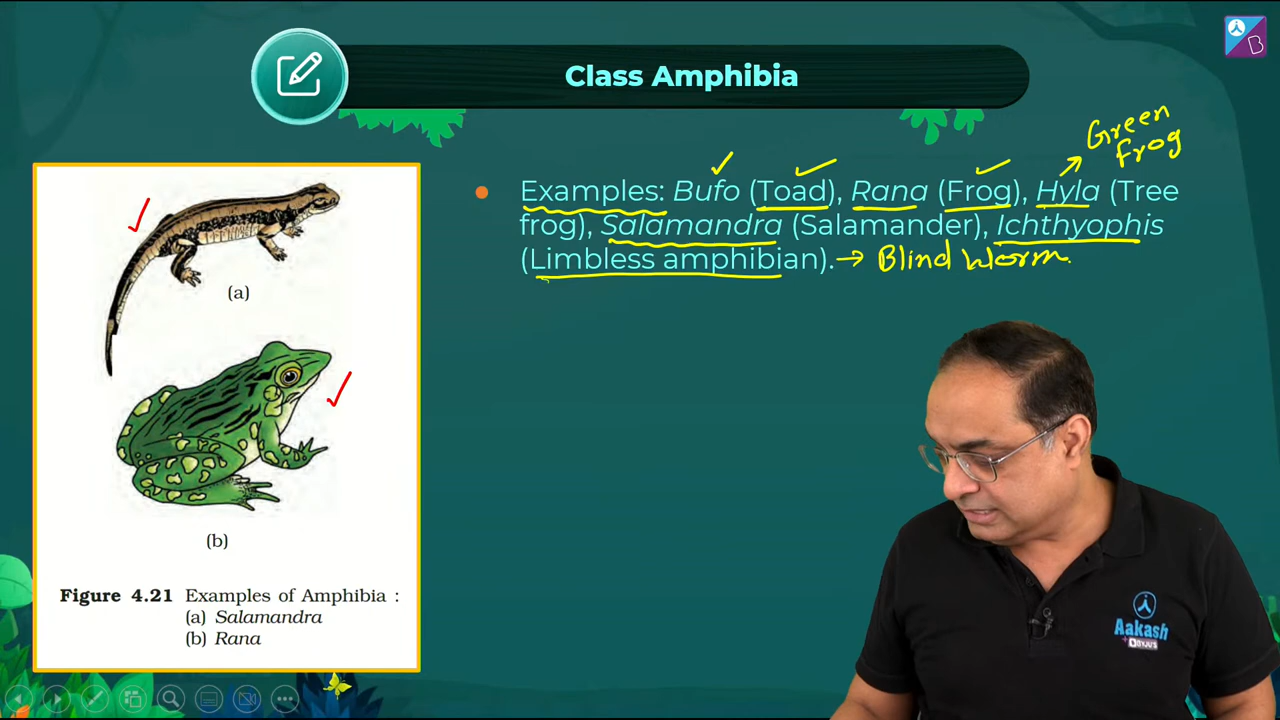 Class Amphibia
B
Green
Frog
Examples: Bufo (Toad), Rana (Frog), Hyla (Tree
frog), Salamandra (Salamander), Ichthyophis
(Limbless amphibian). → Blind Worm.
(a)
(b)
Figure 4.21 Examples of Amphibia :
(a) Salamandra
(b) Rana
Aakash
BYJU'S